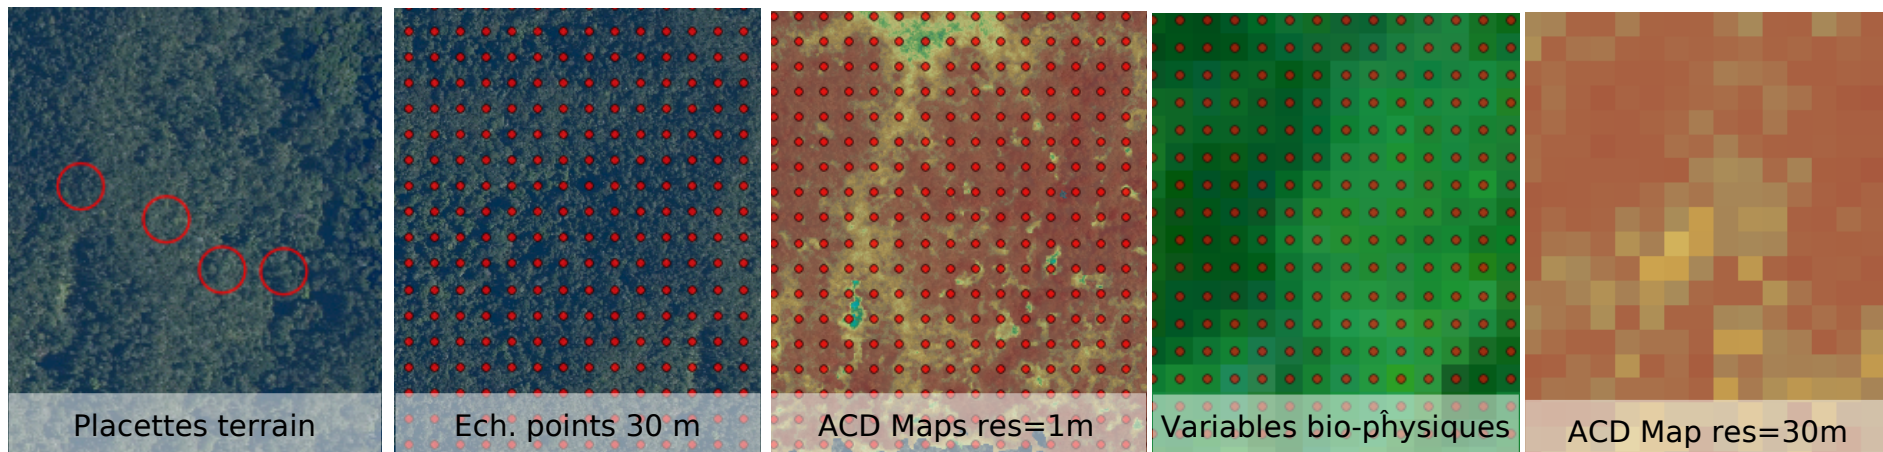 Placettes terrain
Ech. points 30 m
ACD Maps res=1m
Variables bio-pĥysiques
ACD Map res=30m